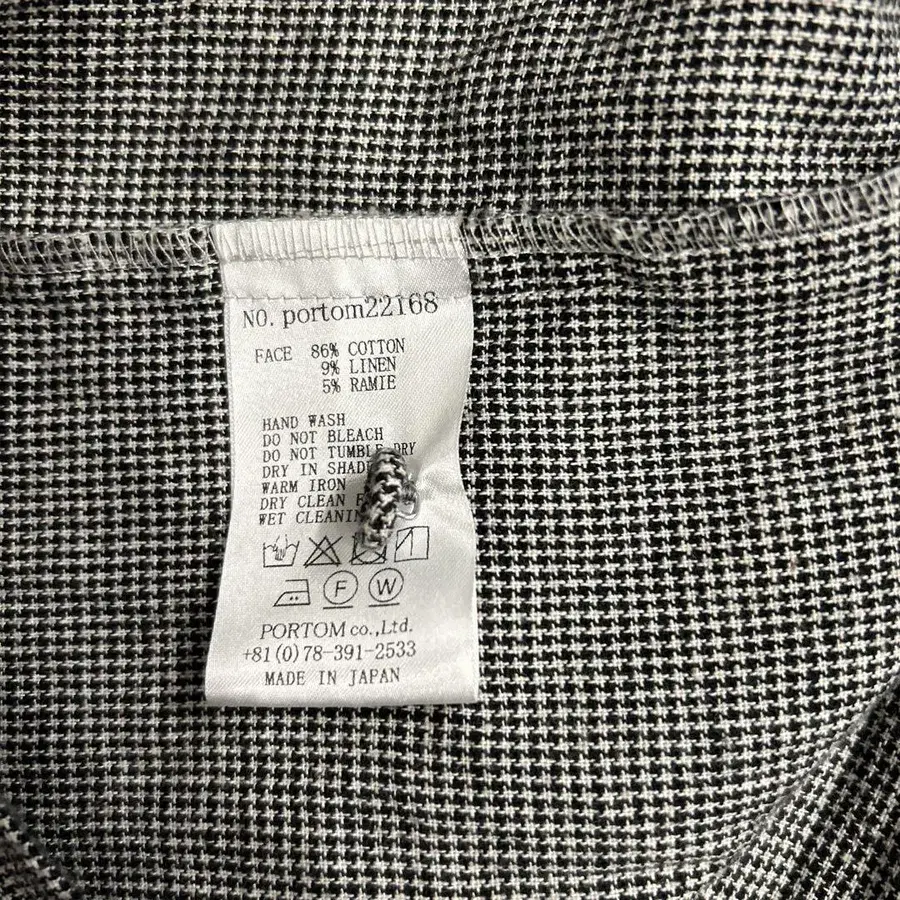 NO. portom22168
FACE 86% COTTON
9% LINEN
5% RAMIE
HAND WASH
DO NOT BLEACH
DO NOT TUMBLE DRY
DRY IN SHADE
WARM IRON
DRY CLEAN
WET CLEANING
F W
PORTOM co.,Ltd.
+81(0)78-391-2533
MADE IN JAPAN